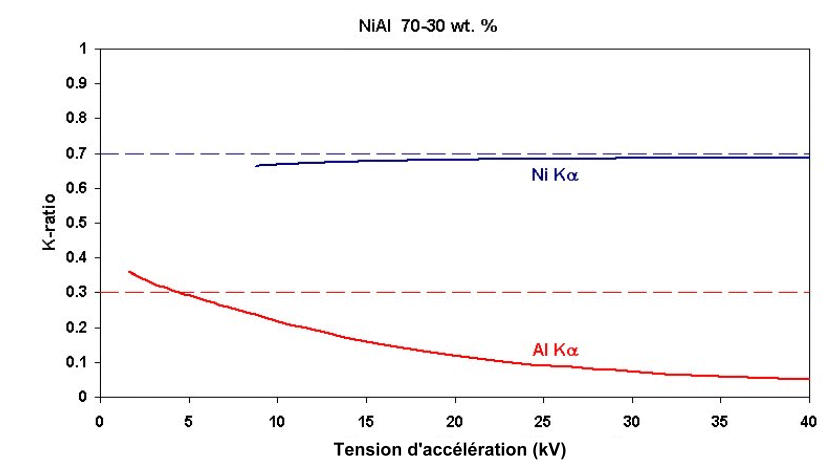 NiAl 70-30 wt. %
1
0.9
0.8
0.7
0.6
0.5
0.4
0.3
0.2
0.1
0
K-ratio
Ni Kα
Al Kα
0 5 10 15 20 25 30 35 40
Tension d'accélération (kV)